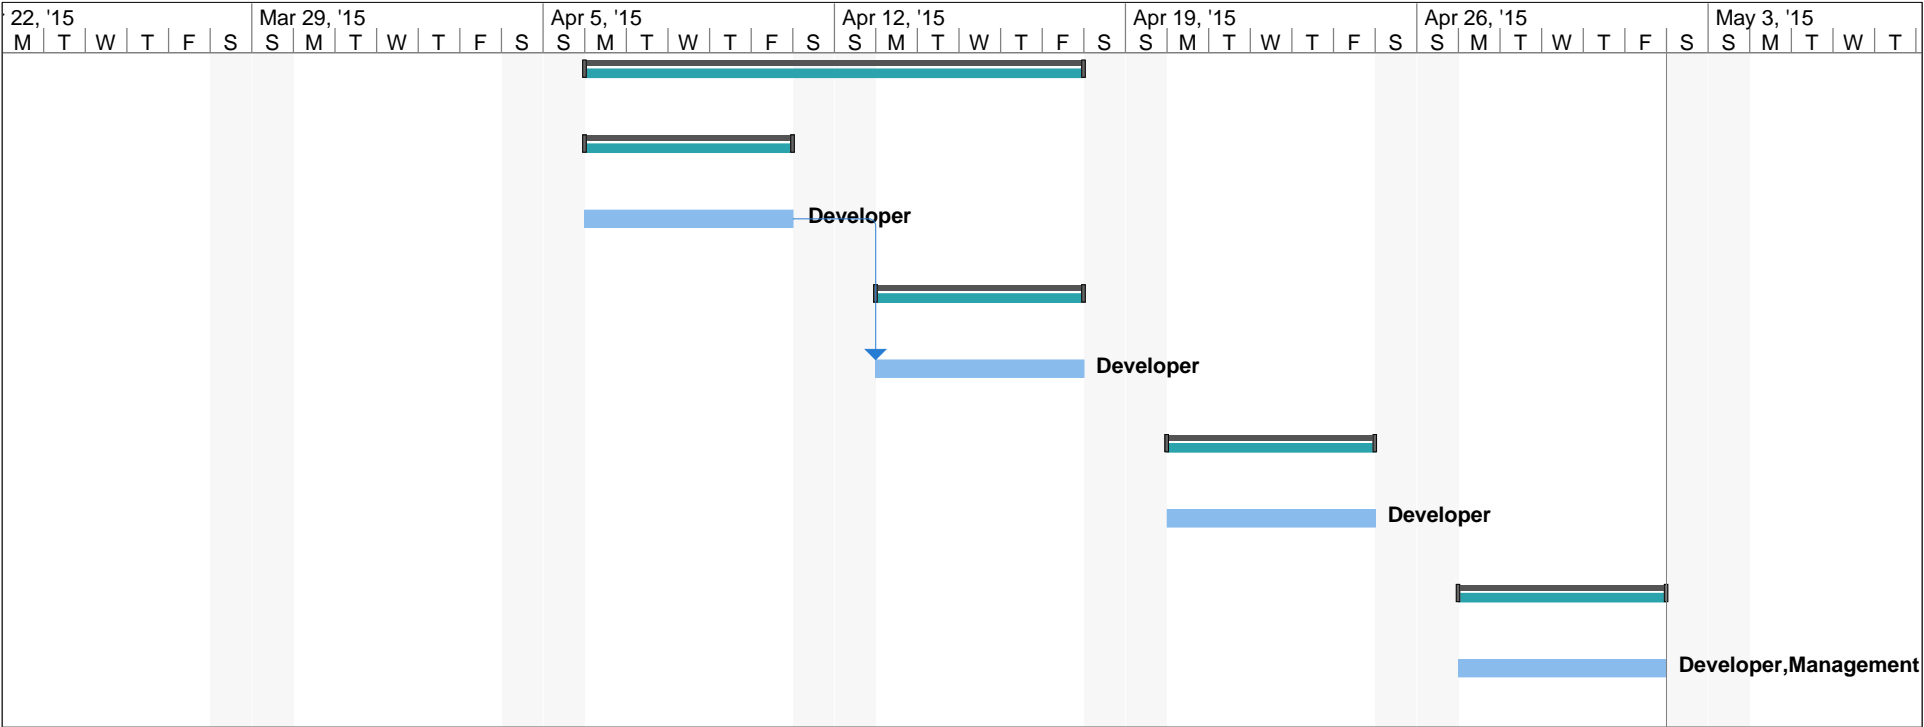 22, '15 Mar 29, '15 Apr 5, '15 Apr 12, '15 Apr 19, '15 Apr 26, '15 May 3, '15
M T W T F S S M T W T F S S M T W T F S S M T W T F S S M T W T F S S M T W T F S S M T W T
Developer
Developer
Developer
Developer,Management